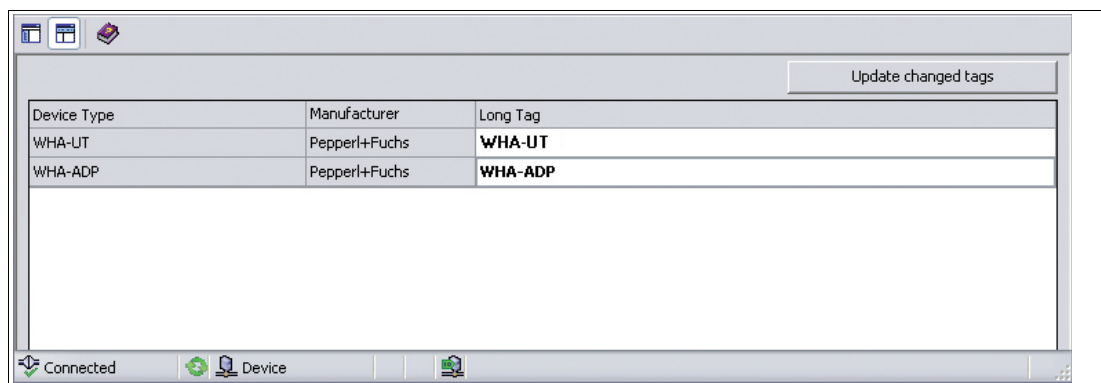 Update changed tags
Device Type Manufacturer Long Tag
WHA-UT Pepperl+Fuchs WHA-UT
WHA-ADP Pepperl+Fuchs WHA-ADP
Connected Device